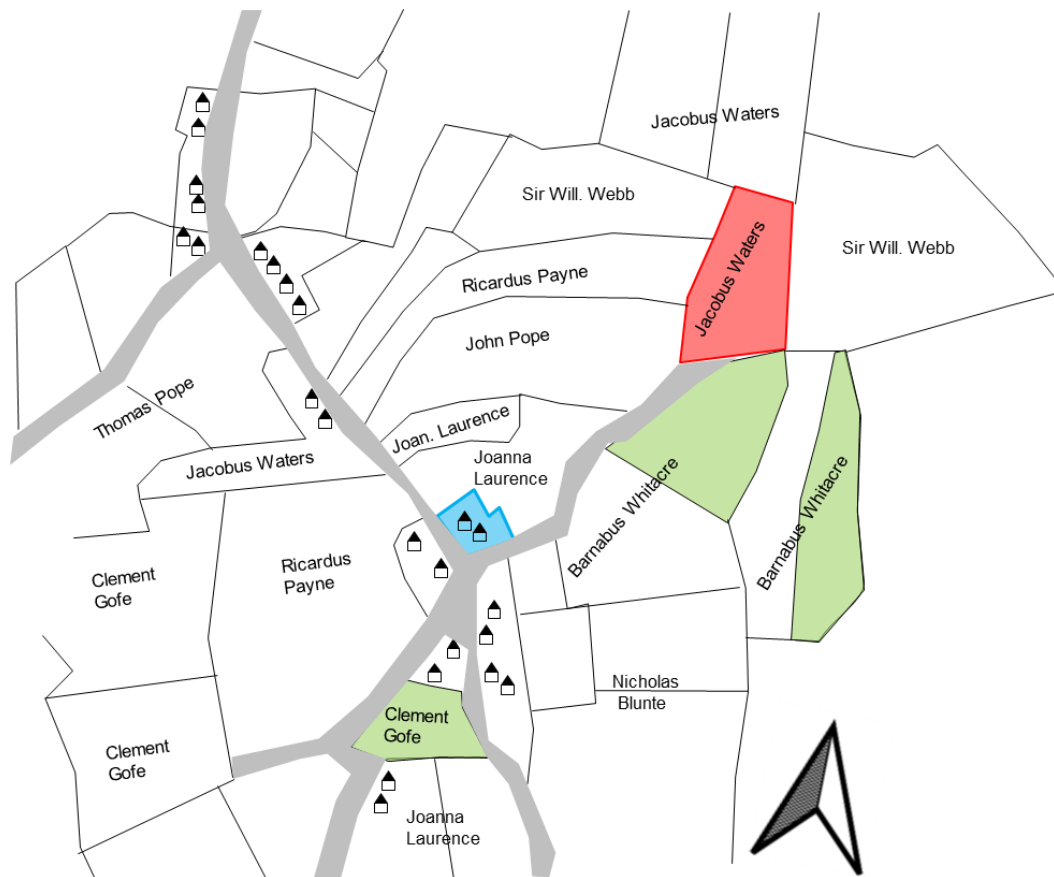 Jacobus Waters
Sir Will. Webb
Sir Will. Webb
Jacobus Waters
Ricardus Payne
John Pope
Thomas Pope
Joan. Laurence
Jacobus Waters
Joanna
Laurence
Barnabus Whitacre
Barnabus Whitacre
Ricardus
Payne
Clement
Gofe
Nicholas
Blunte
Clement
Gofe
Clement
Gofe
Joanna
Laurence